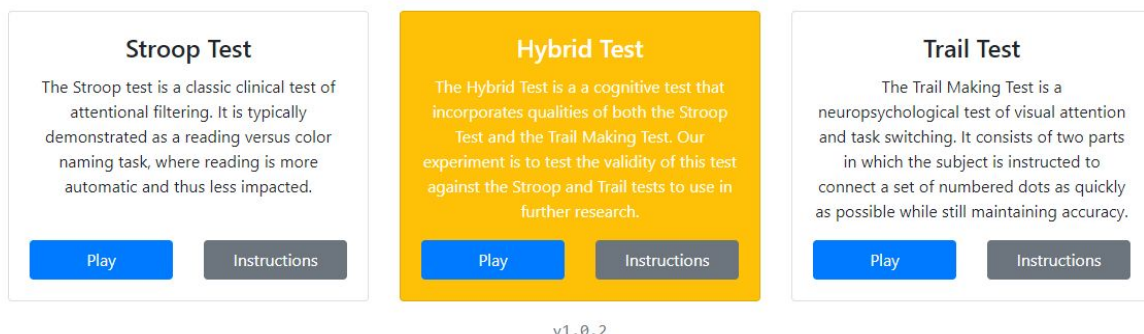 Stroop Test
The Stroop test is a classic clinical test of
attentional filtering. It is typically
demonstrated as a reading versus color
naming task, where reading is more
automatic and thus less impacted.
Play
Instructions
Hybrid Test
The Hybrid Test is a a cognitive test that
incorporates qualities of both the Stroop
Test and the Trail Making Test. Our
experiment is to test the validity of this test
against the Stroop and Trail tests to use in
further research.
Play
Instructions
Trail Test
The Trail Making Test is a
neuropsychological test of visual attention
and task switching. It consists of two parts
in which the subject is instructed to
connect a set of numbered dots as quickly
as possible while still maintaining accuracy.
Play
Instructions
v1.0.2